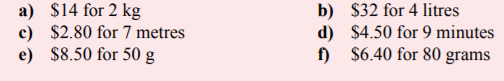 a) $14 for 2 kg b) $32 for 4 litres
c) $2.80 for 7 metres d) $4.50 for 9 minutes
e) $8.50 for 50 g f) $6.40 for 80 grams